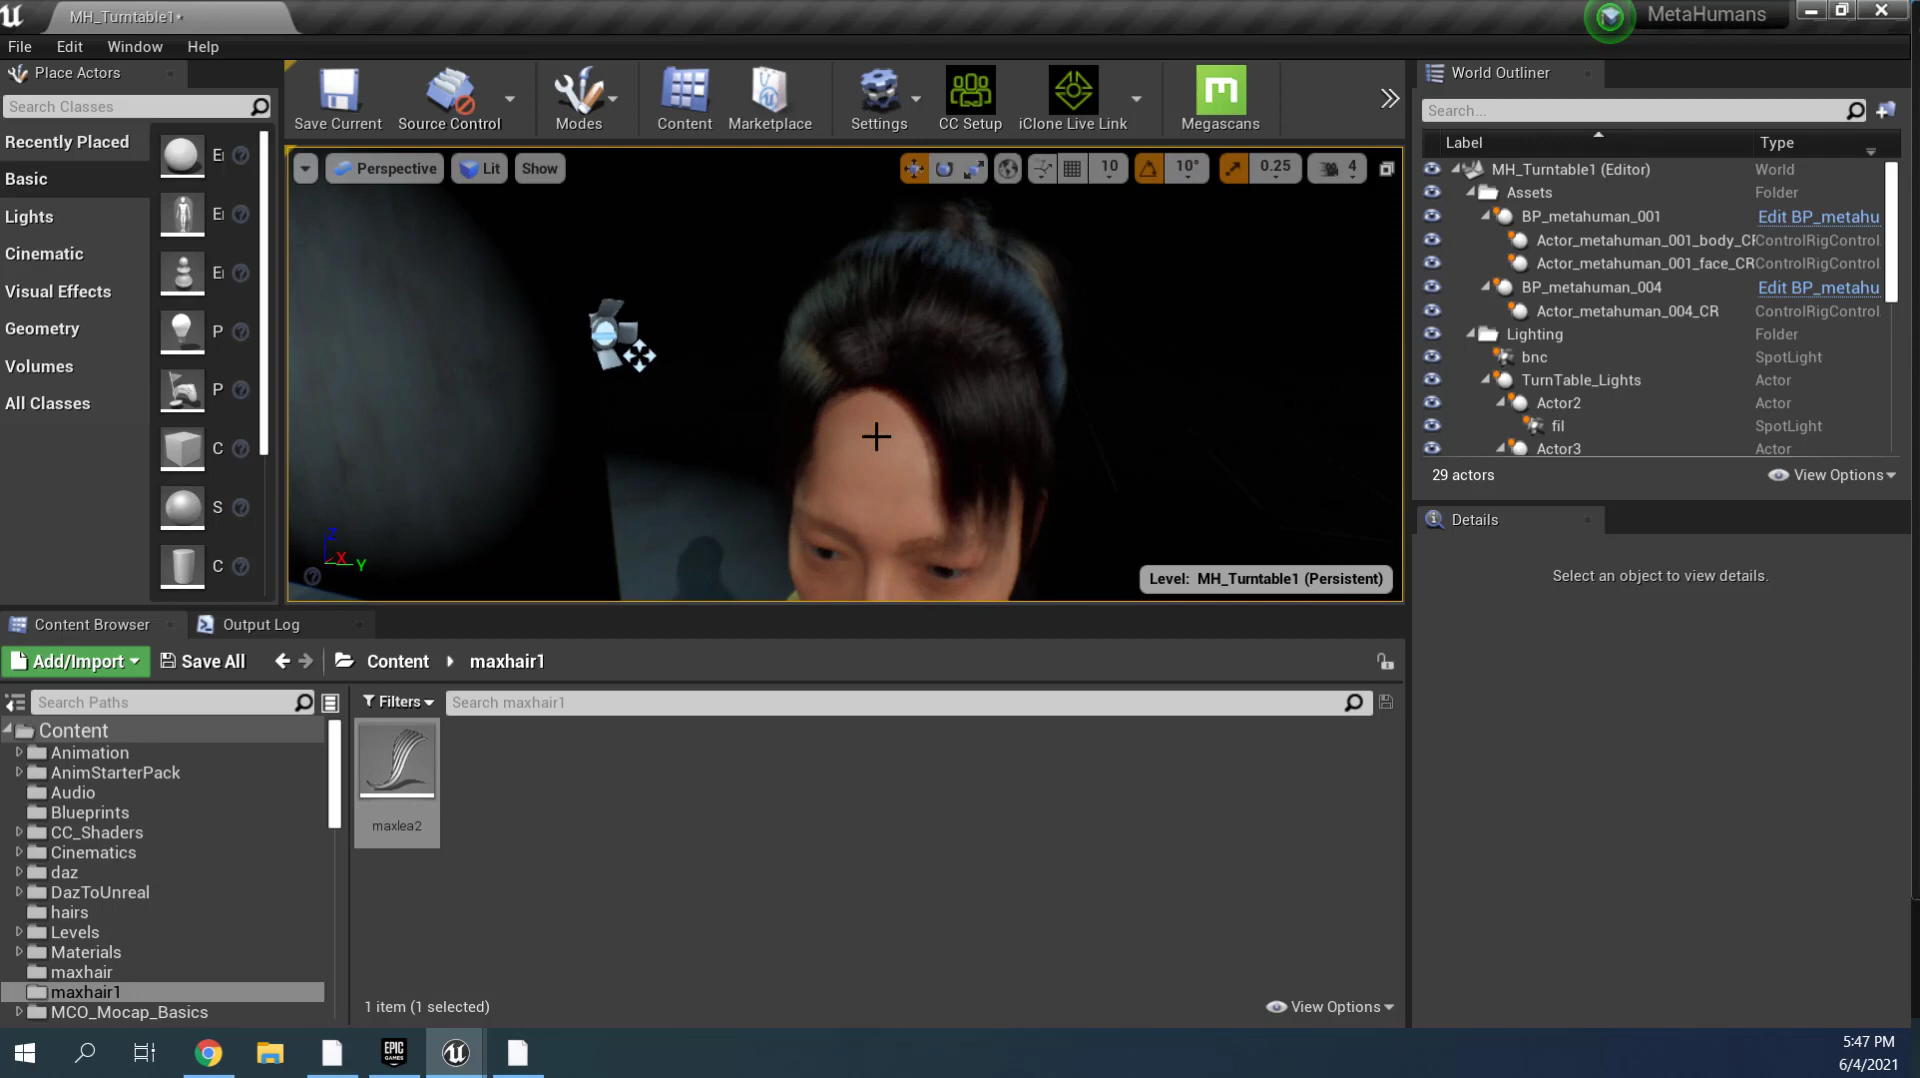 MH_Turntable1*
MetaHumans
File
Edit
Window
Help
Place Actors
Search Classes
Recently Placed
Basic
Lights
Cinematic
Visual Effects
Geometry
Volumes
All Classes
E
E
E
P
P
C
S
C
Save Current
Source Control
Modes
Content
Marketplace
Settings
CC Setup
iClone Live Link
Megascans
Perspective
Lit
Show
10
10°
0.25
4
Z
X
Y
Level: MH_Turntable1 (Persistent)
World Outliner
Search...
Label
Type
MH_Turntable1 (Editor) World
Assets Folder
BP_metahuman_001 Edit BP_metahu
Actor_metahuman_001_body_CF ControlRigControl
Actor_metahuman_001_face_CR ControlRigControl
BP_metahuman_004 Edit BP_metahu
Actor_metahuman_004_CR ControlRigControl
Lighting Folder
bnc SpotLight
TurnTable_Lights Actor
Actor2 Actor
fil SpotLight
Actor3 Actor
29 actors
View Options
Details
Select an object to view details.
Content Browser
Output Log
Add/Import
Save All
Content
maxhair1
Search Paths
Filters
Search maxhair1
Content
Animation
AnimStarterPack
Audio
Blueprints
CC_Shaders
Cinematics
daz
DazToUnreal
hairs
Levels
Materials
maxhair
maxhair1
MCO_Mocap_Basics
maxlea2
1 item (1 selected)
View Options
EPIC
GAMES
5:47 PM
6/4/2021